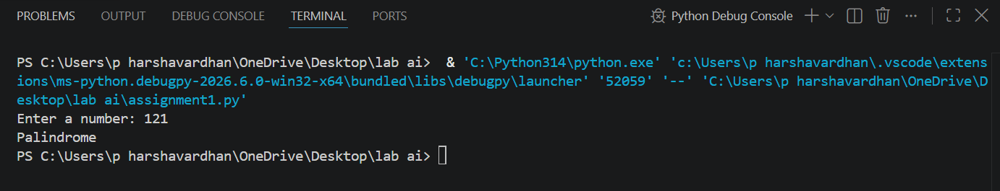 PROBLEMS OUTPUT DEBUG CONSOLE TERMINAL PORTS Python Debug Console
PS C:\Users\p harshavardhan\OneDrive\Desktop\lab ai>  & 'C:\Python314\python.exe' 'c:\Users\p harshavardhan\.vscode\extens
ions\ms-python.debugpy-2026.6.0-win32-x64\bundled\libs\debugpy\launcher' '52059' '--' 'C:\Users\p harshavardhan\OneDrive\D
esktop\lab ai\assignment1.py'
Enter a number: 121
Palindrome
PS C:\Users\p harshavardhan\OneDrive\Desktop\lab ai>